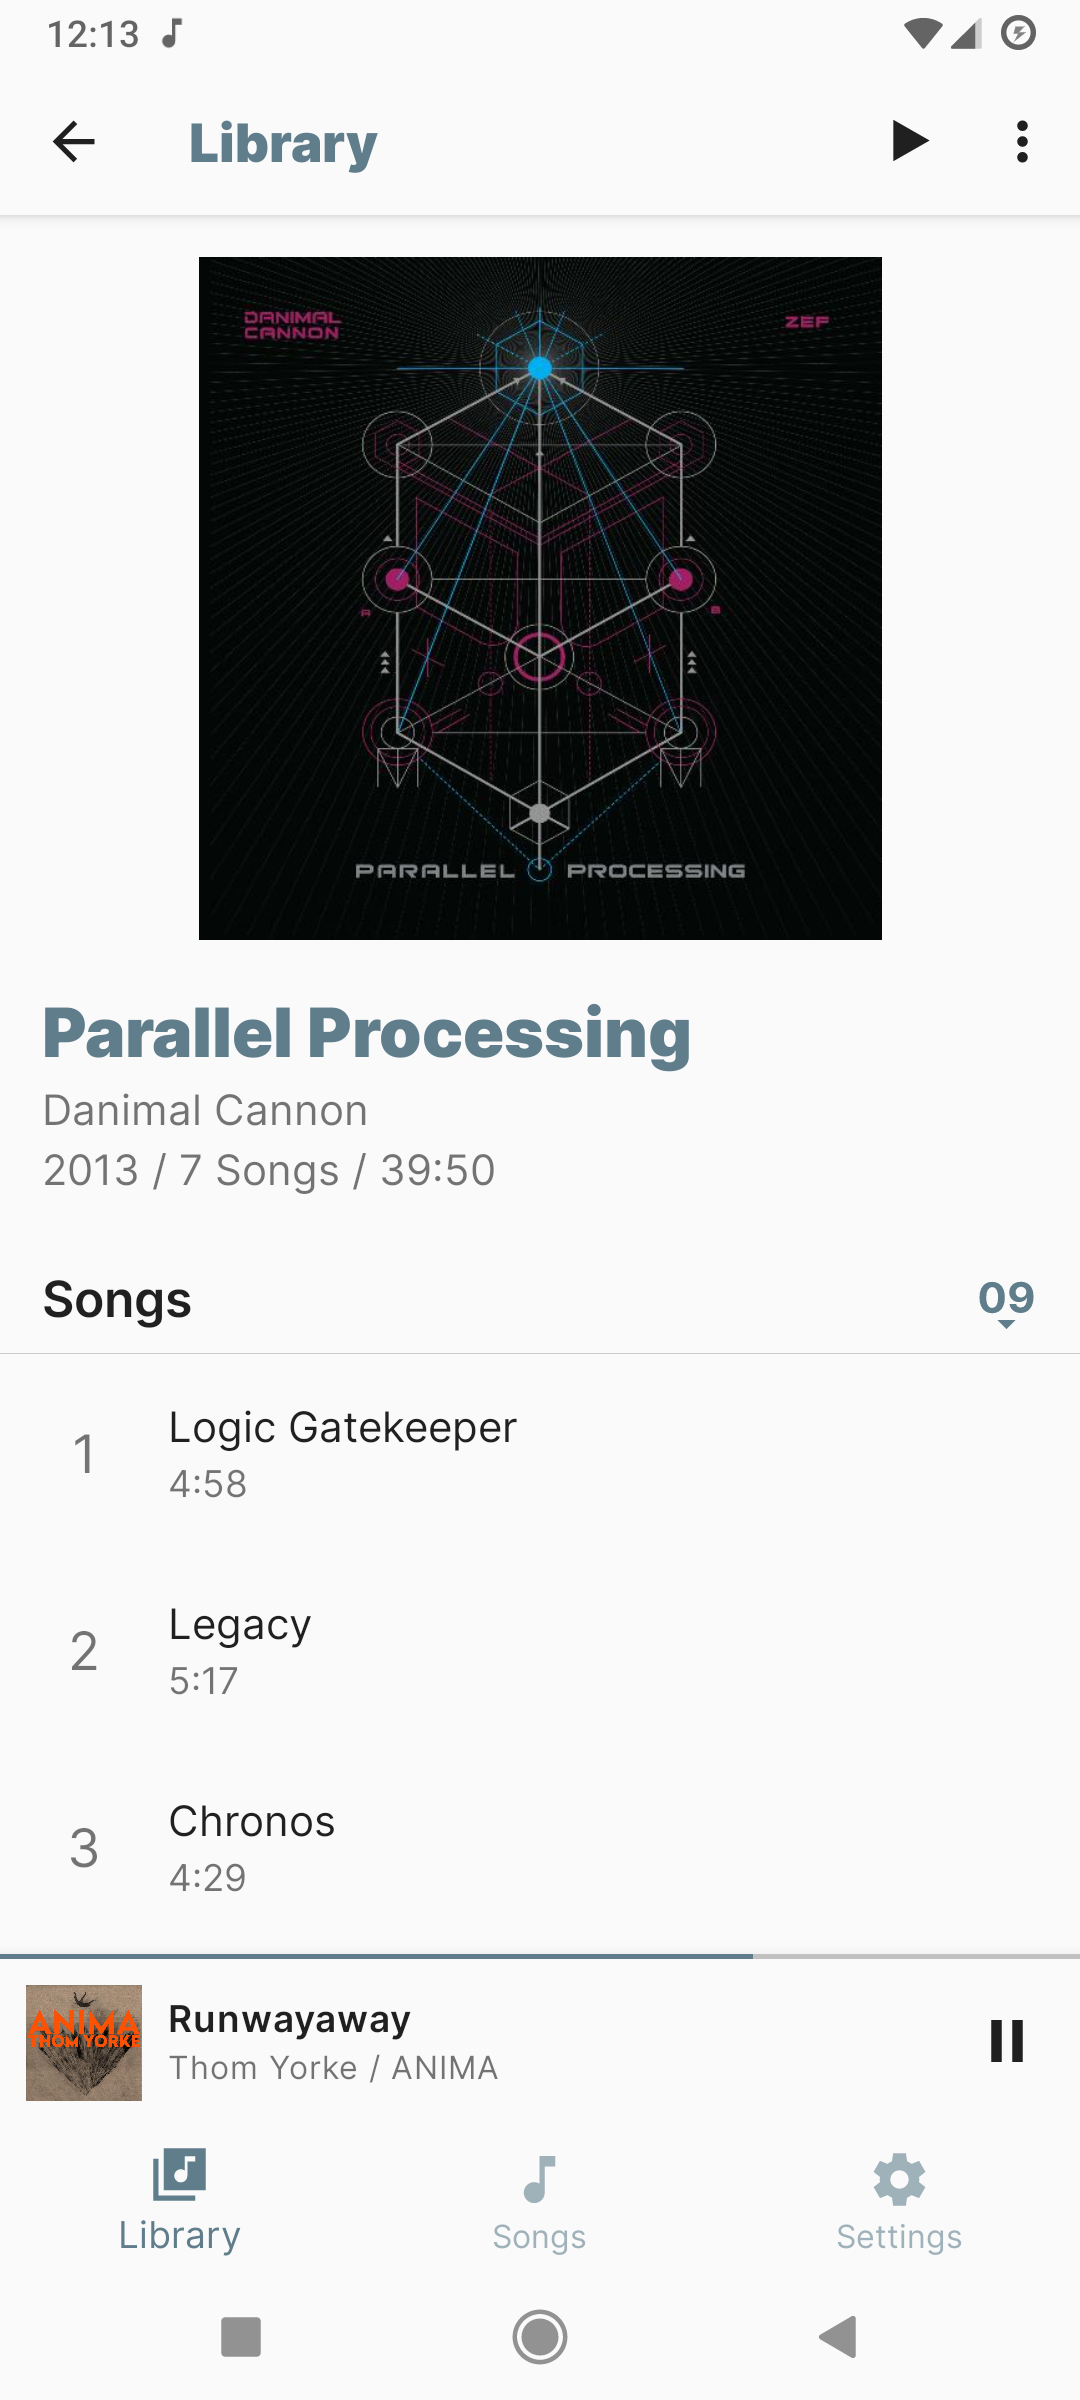 12:13
Library
DANIMAL
CANNON
ZEF
A
B
PARALLEL PROCESSING
Parallel Processing
Danimal Cannon
2013 / 7 Songs / 39:50
Songs
09
1
Logic Gatekeeper
4:58
2
Legacy
5:17
3
Chronos
4:29
ANIMA
THOM YORKE
Runwayaway
Thom Yorke / ANIMA
Library
Songs
Settings